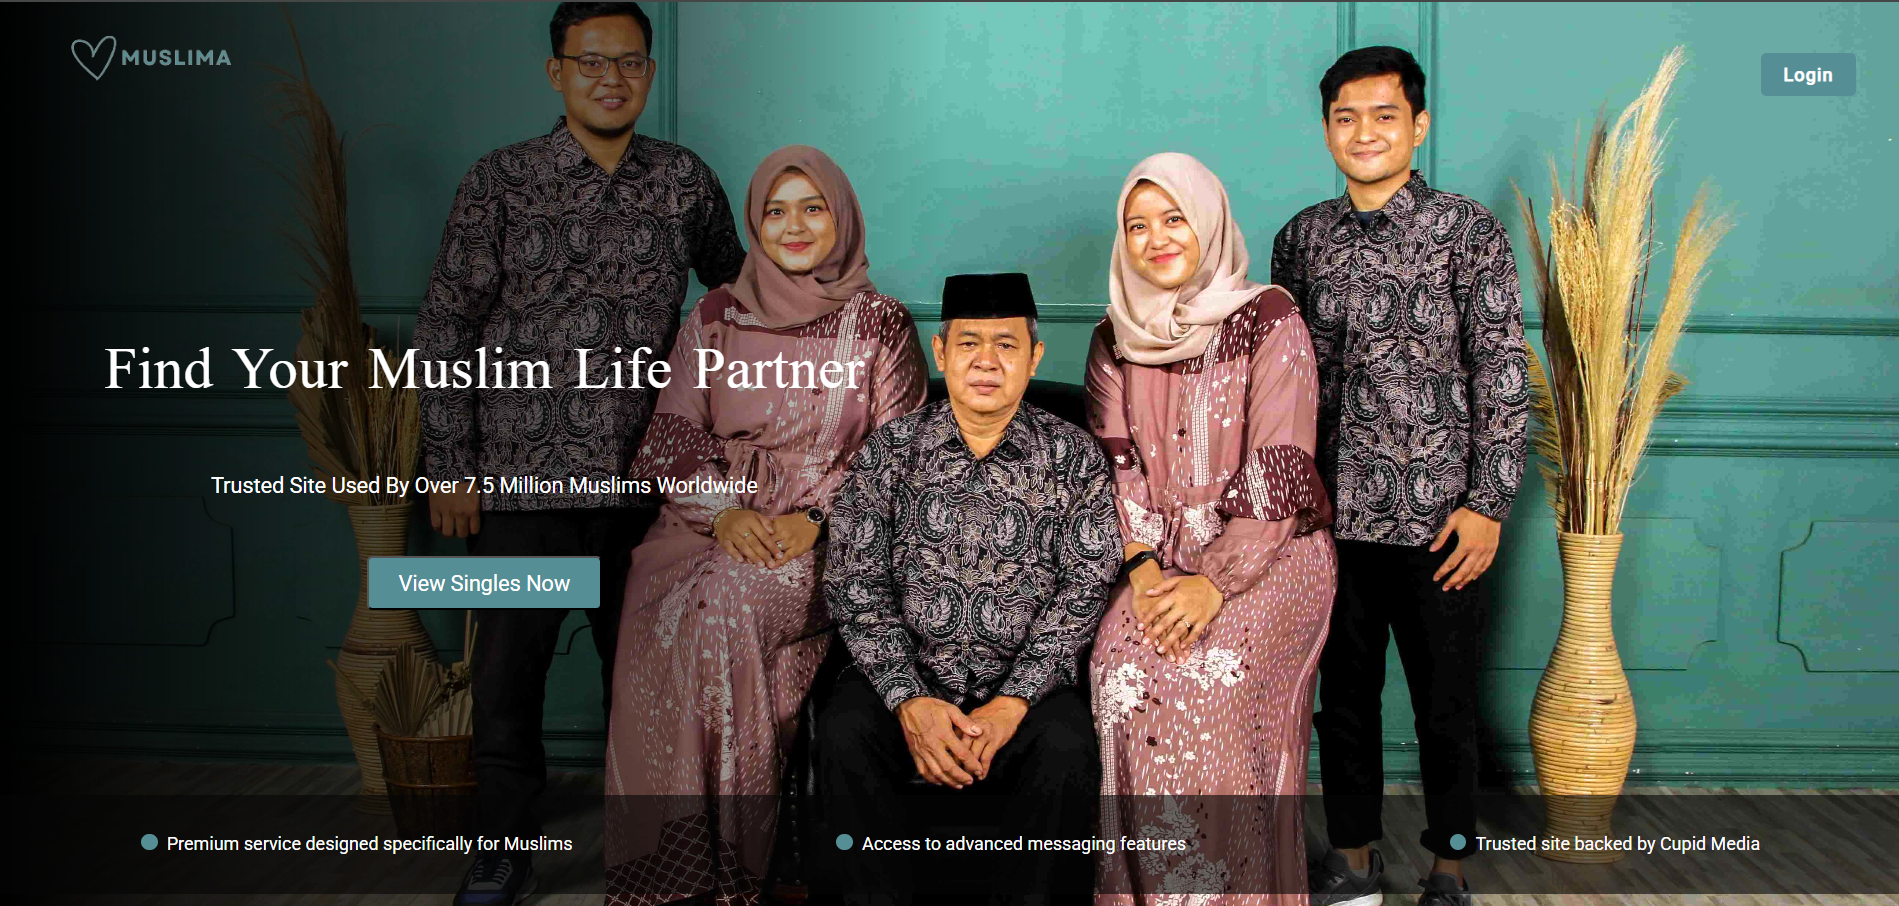 MUSLIMA
Login
Find Your Muslim Life Partner
Trusted Site Used By Over 7.5 Million Muslims Worldwide
View Singles Now
Premium service designed specifically for Muslims
Access to advanced messaging features
Trusted site backed by Cupid Media